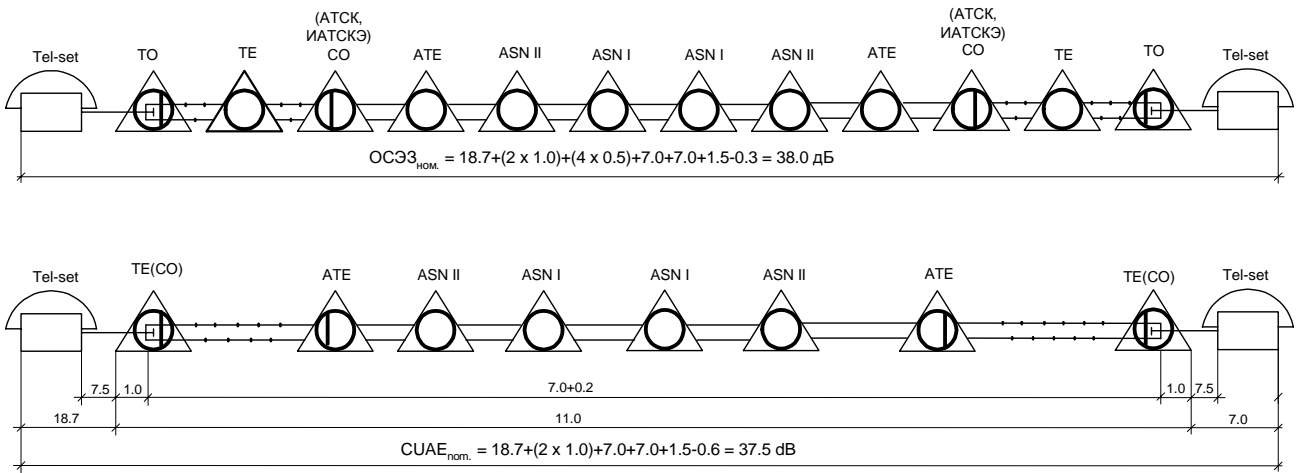 (АТСК, ИАТСКЭ) СО
(АТСК, ИАТСКЭ) СО
Tel-set TO TE ATE ASN II ASN I ASN I ASN II ATE TE TO Tel-set
ОСЭЗном. = 18.7+(2 x 1.0)+(4 x 0.5)+7.0+7.0+1.5-0.3 = 38.0 дБ
Tel-set TE(CO) ATE ASN II ASN I ASN I ASN II ATE TE(CO) Tel-set
7.5 1.0 7.0+0.2 1.0 7.5
18.7 11.0 7.0
CUAEnom. = 18.7+(2 x 1.0)+7.0+7.0+1.5-0.6 = 37.5 dB